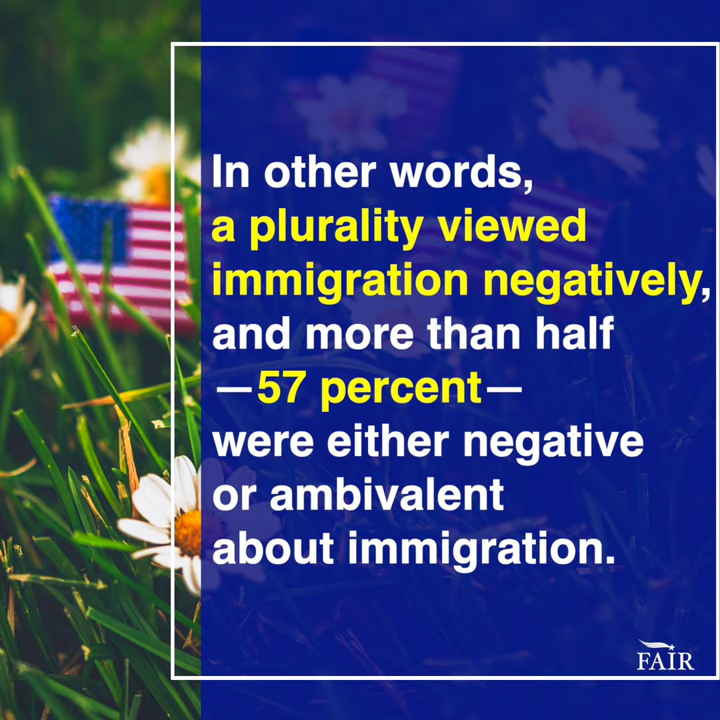 In other words,
a plurality viewed
immigration negatively,
and more than half
—57 percent—
were either negative
or ambivalent
about immigration.
FAIR